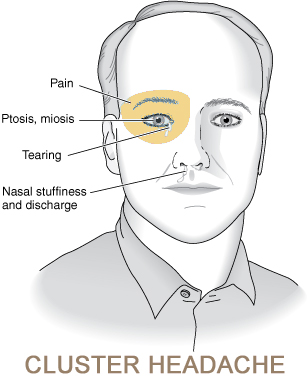 Pain
Ptosis, miosis
Tearing
Nasal stuffiness
and discharge
CLUSTER HEADACHE